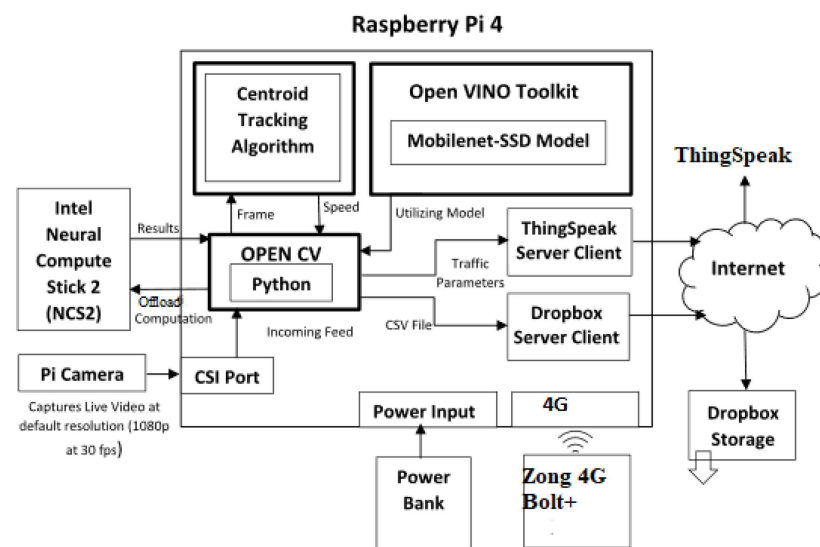 Raspberry Pi 4
Centroid
Tracking
Algorithm
Open VINO Toolkit
Mobilenet-SSD Model
ThingSpeak
Intel
Neural
Compute
Stick 2
(NCS2)
Results
Frame
Speed
Utilizing Model
ThingSpeak
Server Client
OPEN CV
Python
Traffic
Parameters
Internet
Offload
Computation
Incoming Feed
CSV File
Dropbox
Server Client
Pi Camera
CSI Port
Captures Live Video at
default resolution (1080p
at 30 fps)
Power Input
4G
Dropbox
Storage
Power
Bank
Zong 4G
Bolt+